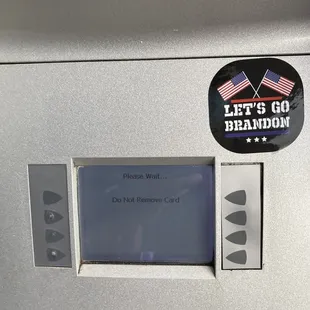 LET'S GO
BRANDON
Please Wait....
Do Not Remove Card